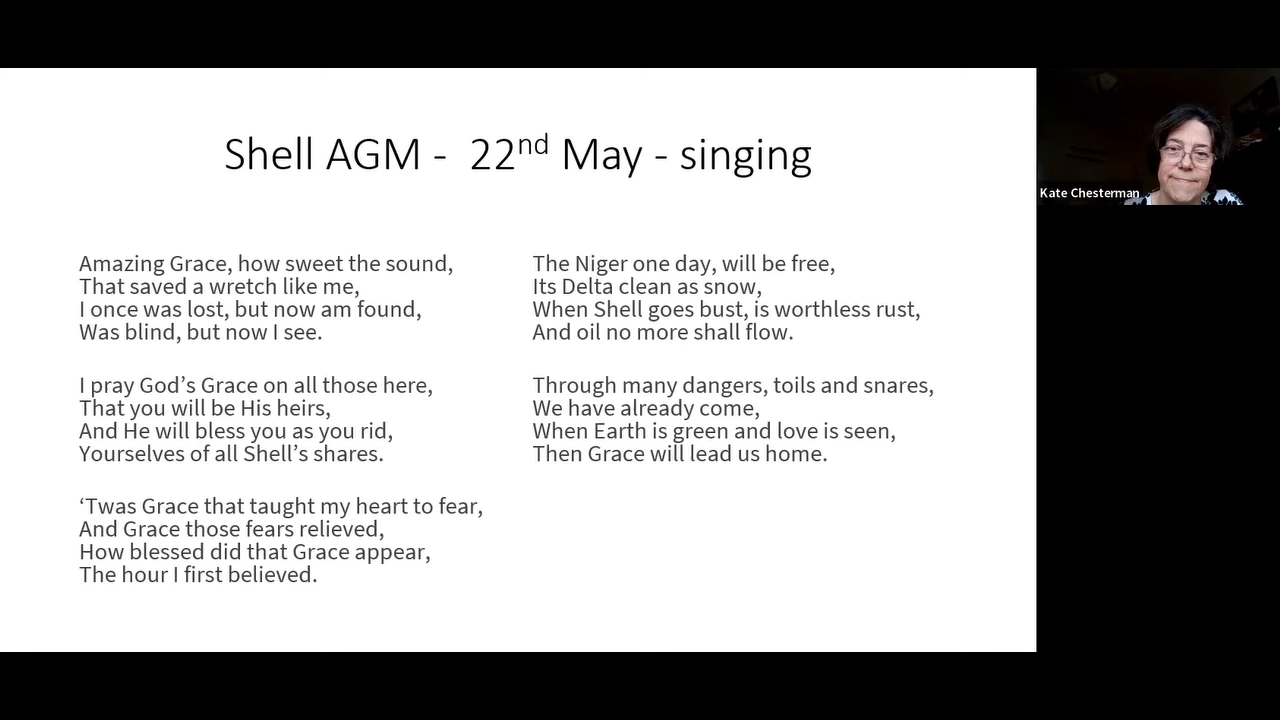 Shell AGM - 22nd May - singing
Amazing Grace, how sweet the sound,
That saved a wretch like me,
I once was lost, but now am found,
Was blind, but now I see.
I pray God’s Grace on all those here,
That you will be His heirs,
And He will bless you as you rid,
Yourselves of all Shell’s shares.
‘Twas Grace that taught my heart to fear,
And Grace those fears relieved,
How blessed did that Grace appear,
The hour I first believed.
The Niger one day, will be free,
Its Delta clean as snow,
When Shell goes bust, is worthless rust,
And oil no more shall flow.
Through many dangers, toils and snares,
We have already come,
When Earth is green and love is seen,
Then Grace will lead us home.
Kate Chesterman